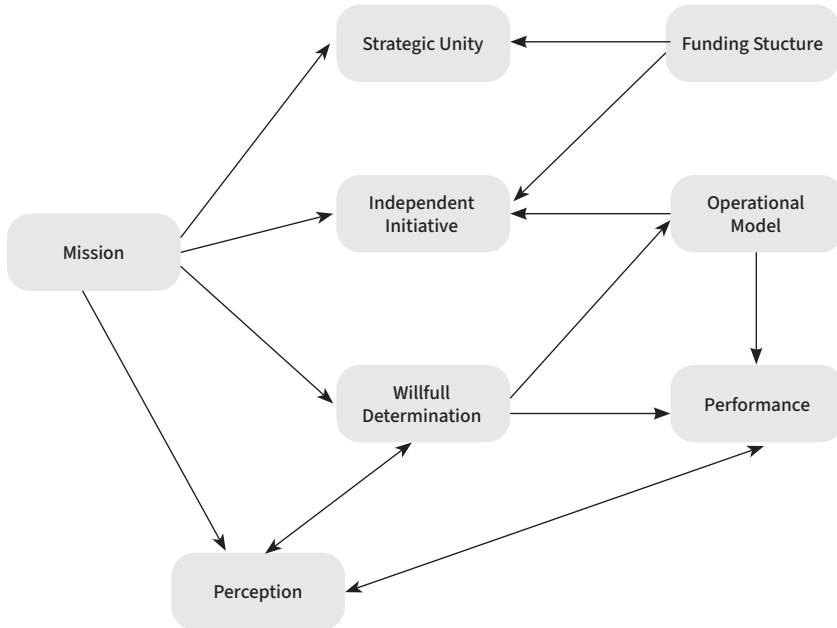 Strategic Unity
Funding Stucture
Independent
Initiative
Operational
Model
Mission
Willfull
Determination
Performance
Perception